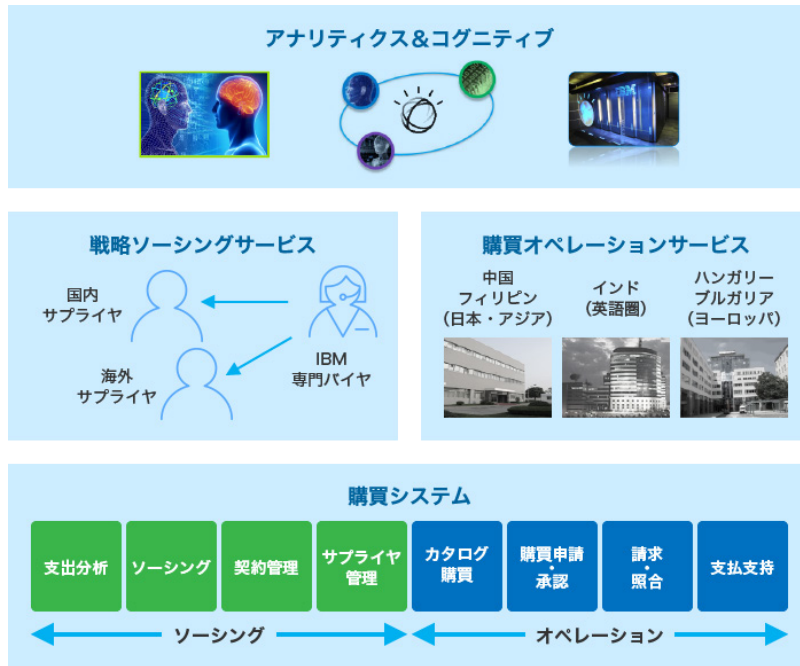 アナリティクス＆コグニティブ
IBM
戦略ソーシングサービス
国内
サプライヤ
海外
サプライヤ
IBM
専門バイヤ
購買オペレーションサービス
中国
フィリピン
（日本・アジア）
インド
（英語圏）
ハンガリー
ブルガリア
（ヨーロッパ）
購買システム
支出分析
ソーシング
契約管理
サプライヤ
管理
カタログ
購買
購買申請
・
承認
請求
・
照合
支払支持
ソーシング
オペレーション